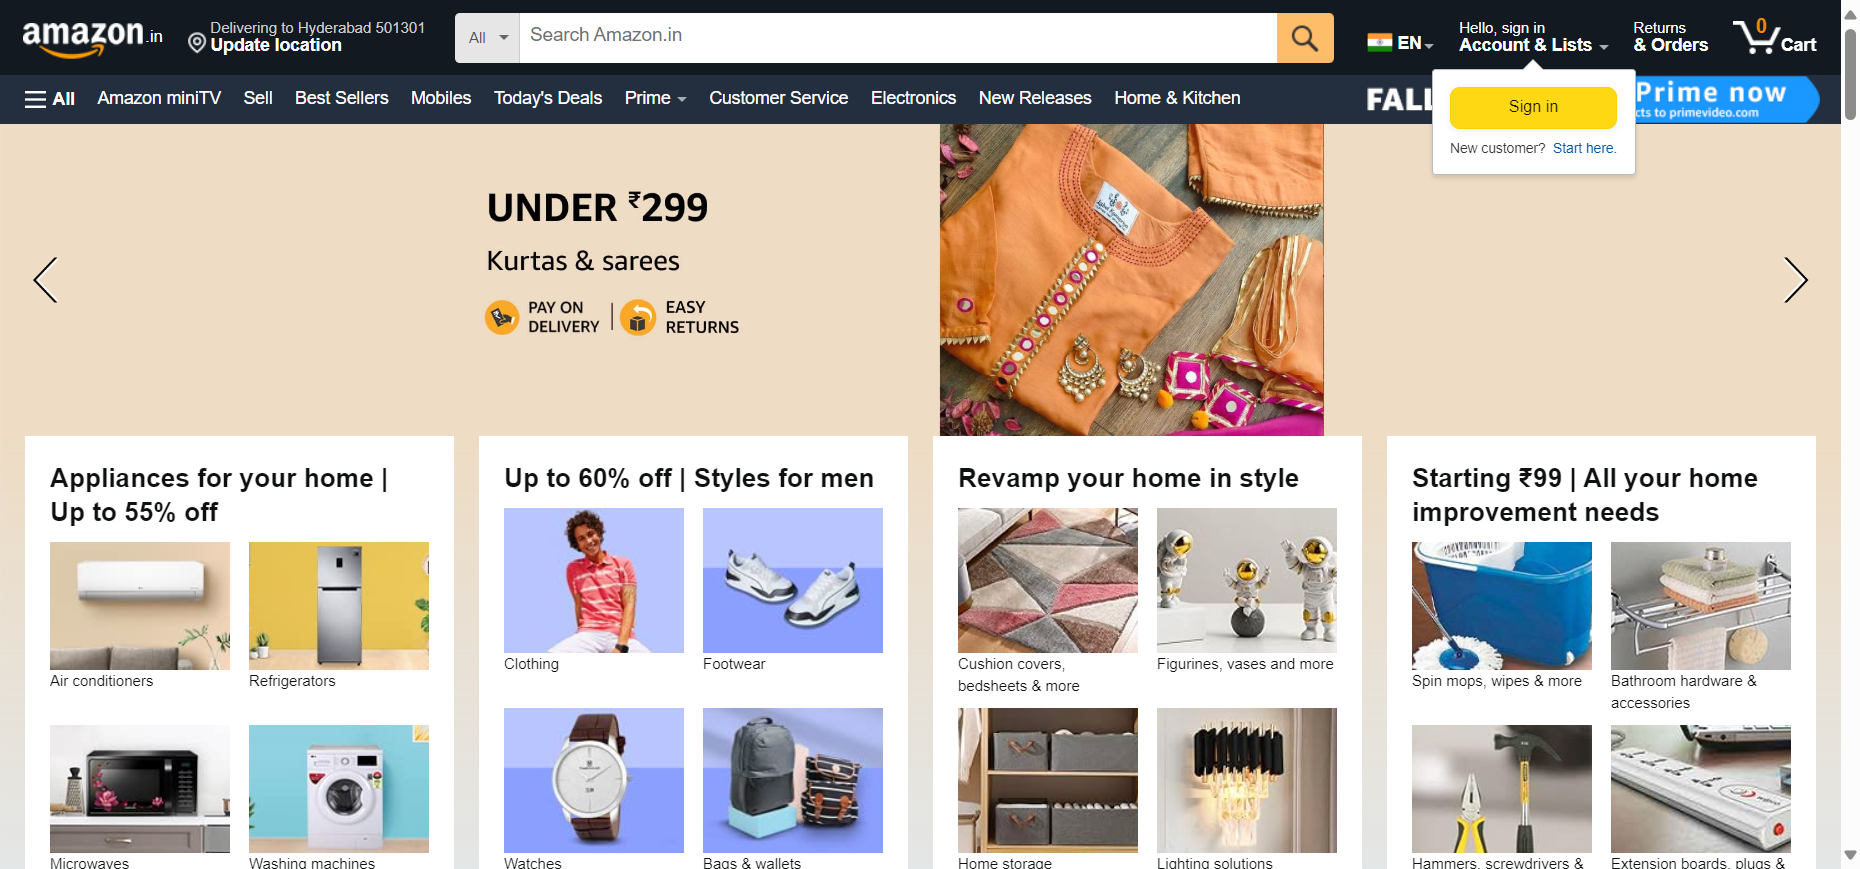 amazon.in
Delivering to Hyderabad 501301
Update location
All
Search Amazon.in
EN
Hello, sign in
Account & Lists
Returns
& Orders
0
Cart
All
Amazon miniTV
Sell
Best Sellers
Mobiles
Today's Deals
Prime
Customer Service
Electronics
New Releases
Home & Kitchen
FALL
Prime now
cts to primevideo.com
Sign in
New customer? Start here.
UNDER ₹299
Kurtas & sarees
PAY ON
DELIVERY
EASY
RETURNS
Appliances for your home |
Up to 55% off
Air conditioners
Refrigerators
Microwaves
Washing machines
Up to 60% off | Styles for men
Clothing
Footwear
Watches
Bags & wallets
Revamp your home in style
Cushion covers,
bedsheets & more
Figurines, vases and more
Home storage
Lighting solutions
Starting ₹99 | All your home
improvement needs
Spin mops, wipes & more
Bathroom hardware &
accessories
Hammers, screwdrivers &
Extension boards, plugs &